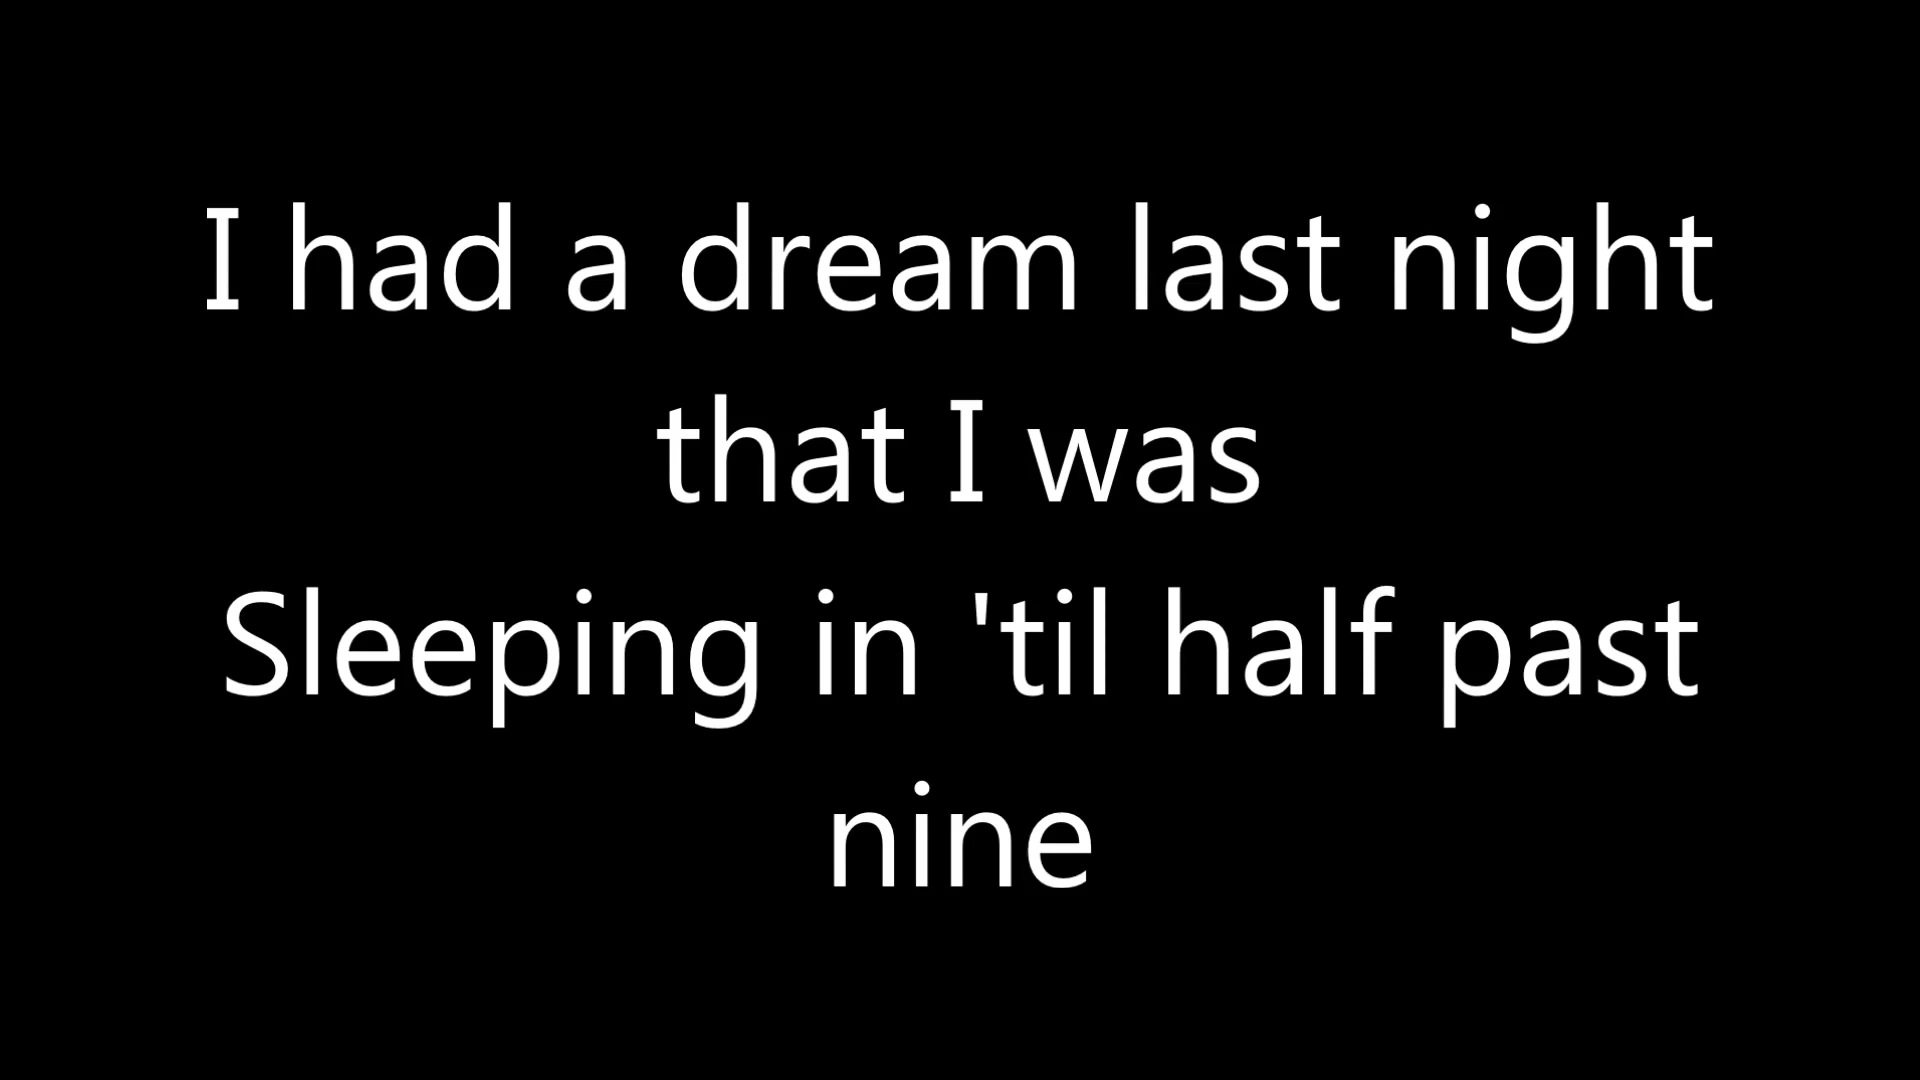 I had a dream last night
that I was
Sleeping in 'til half past
nine